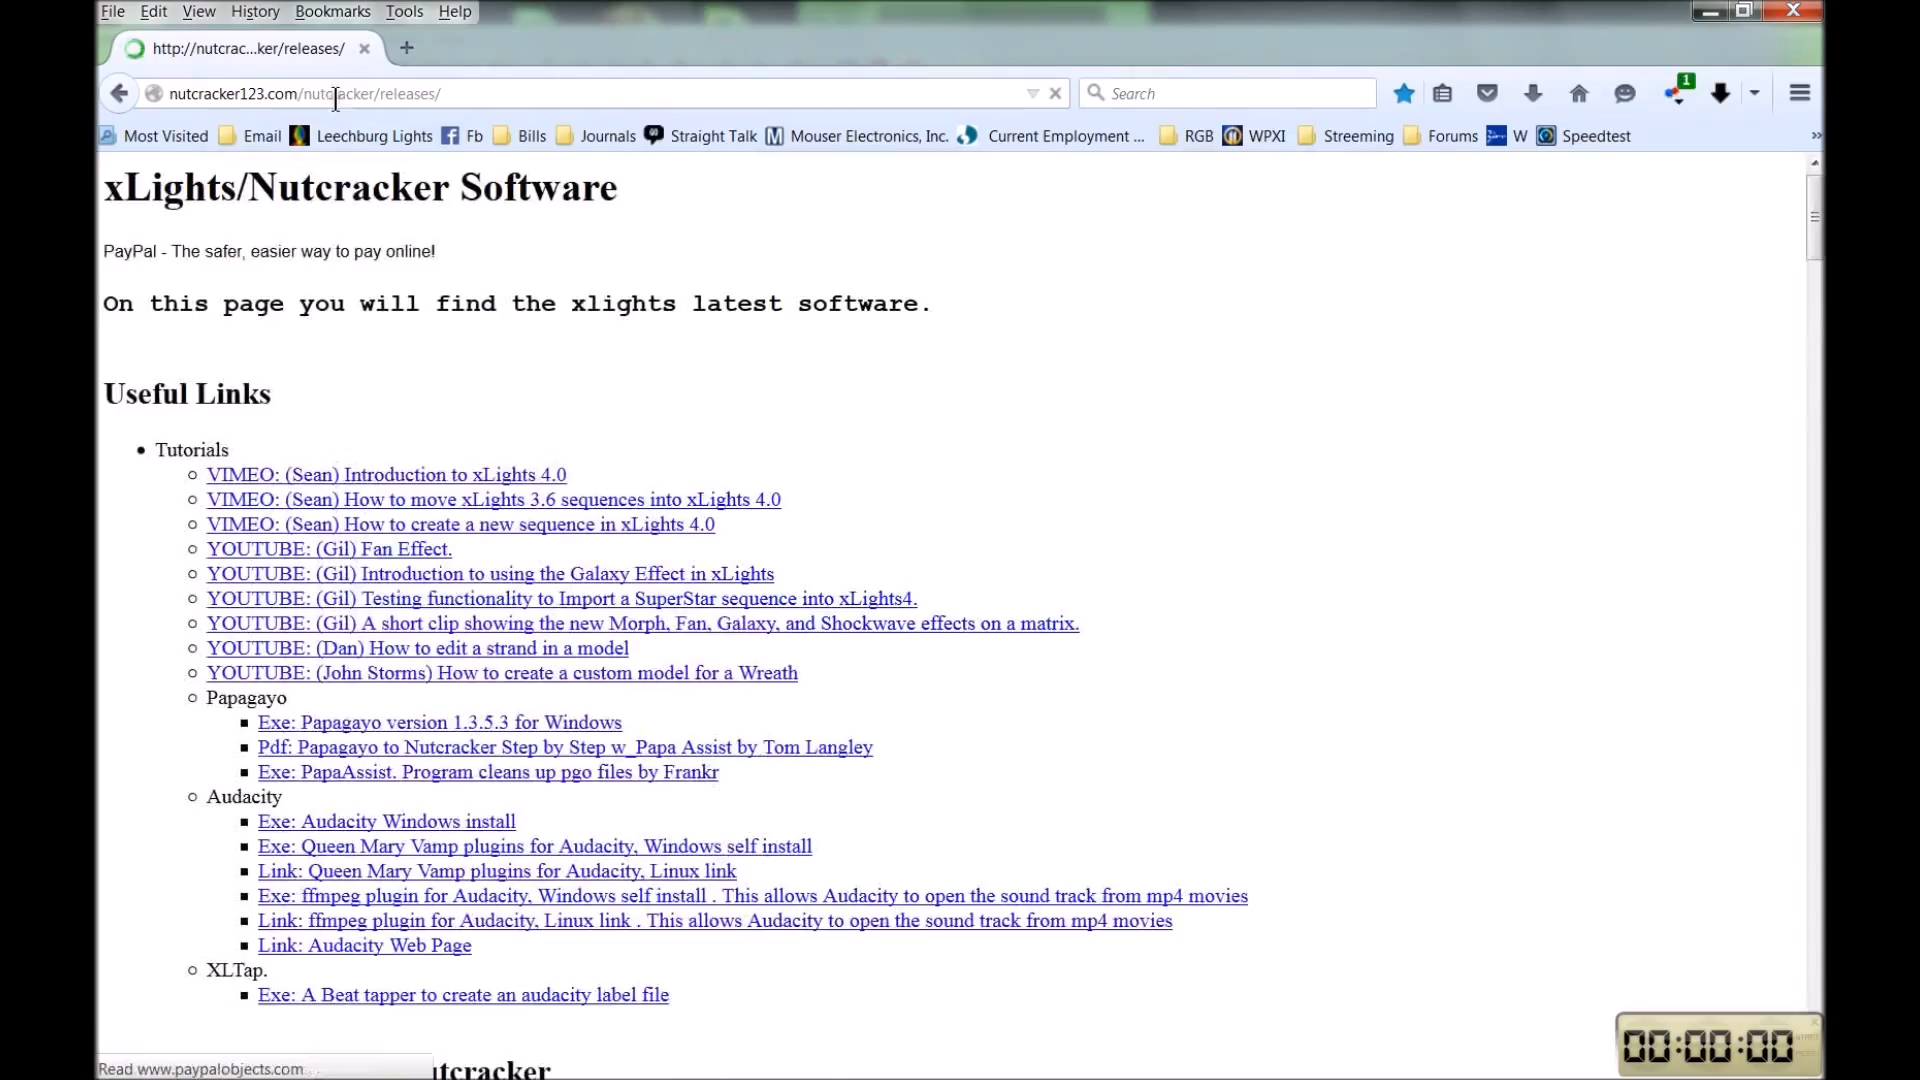 File Edit View History Bookmarks Tools Help
http://nutcrac...ker/releases/
nutcracker123.com/nutcracker/releases/
Search
1
Most Visited Email Leechburg Lights Fb Bills Journals Straight Talk Mouser Electronics, Inc. Current Employment ... RGB WPXI Streeming Forums W Speedtest
xLights/Nutcracker Software
PayPal - The safer, easier way to pay online!
On this page you will find the xlights latest software.
Useful Links
Tutorials
VIMEO: (Sean) Introduction to xLights 4.0
VIMEO: (Sean) How to move xLights 3.6 sequences into xLights 4.0
VIMEO: (Sean) How to create a new sequence in xLights 4.0
YOUTUBE: (Gil) Fan Effect.
YOUTUBE: (Gil) Introduction to using the Galaxy Effect in xLights
YOUTUBE: (Gil) Testing functionality to Import a SuperStar sequence into xLights4.
YOUTUBE: (Gil) A short clip showing the new Morph, Fan, Galaxy, and Shockwave effects on a matrix.
YOUTUBE: (Dan) How to edit a strand in a model
YOUTUBE: (John Storms) How to create a custom model for a Wreath
Papagayo
Exe: Papagayo version 1.3.5.3 for Windows
Pdf: Papagayo to Nutcracker Step by Step w_Papa Assist by Tom Langley
Exe: PapaAssist. Program cleans up pgo files by Frankr
Audacity
Exe: Audacity Windows install
Exe: Queen Mary Vamp plugins for Audacity, Windows self install
Link: Queen Mary Vamp plugins for Audacity, Linux link
Exe: ffmpeg plugin for Audacity, Windows self install . This allows Audacity to open the sound track from mp4 movies
Link: ffmpeg plugin for Audacity, Linux link . This allows Audacity to open the sound track from mp4 movies
Link: Audacity Web Page
XLTap.
Exe: A Beat tapper to create an audacity label file
00:00:00
Read www.paypalobjects.com
utcracker